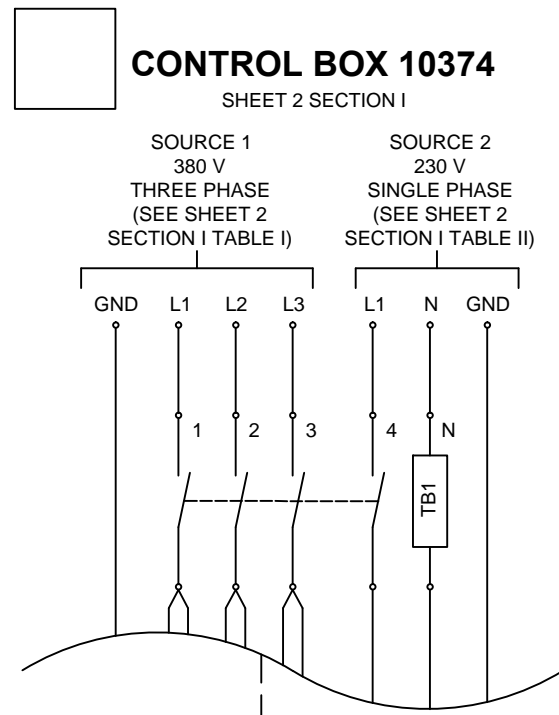 CONTROL BOX 10374
SHEET 2 SECTION I
SOURCE 1
380 V
THREE PHASE
(SEE SHEET 2
SECTION I TABLE I)
SOURCE 2
230 V
SINGLE PHASE
(SEE SHEET 2
SECTION I TABLE II)
GND L1 L2 L3 L1 N GND
1 2 3 4 N
TB1